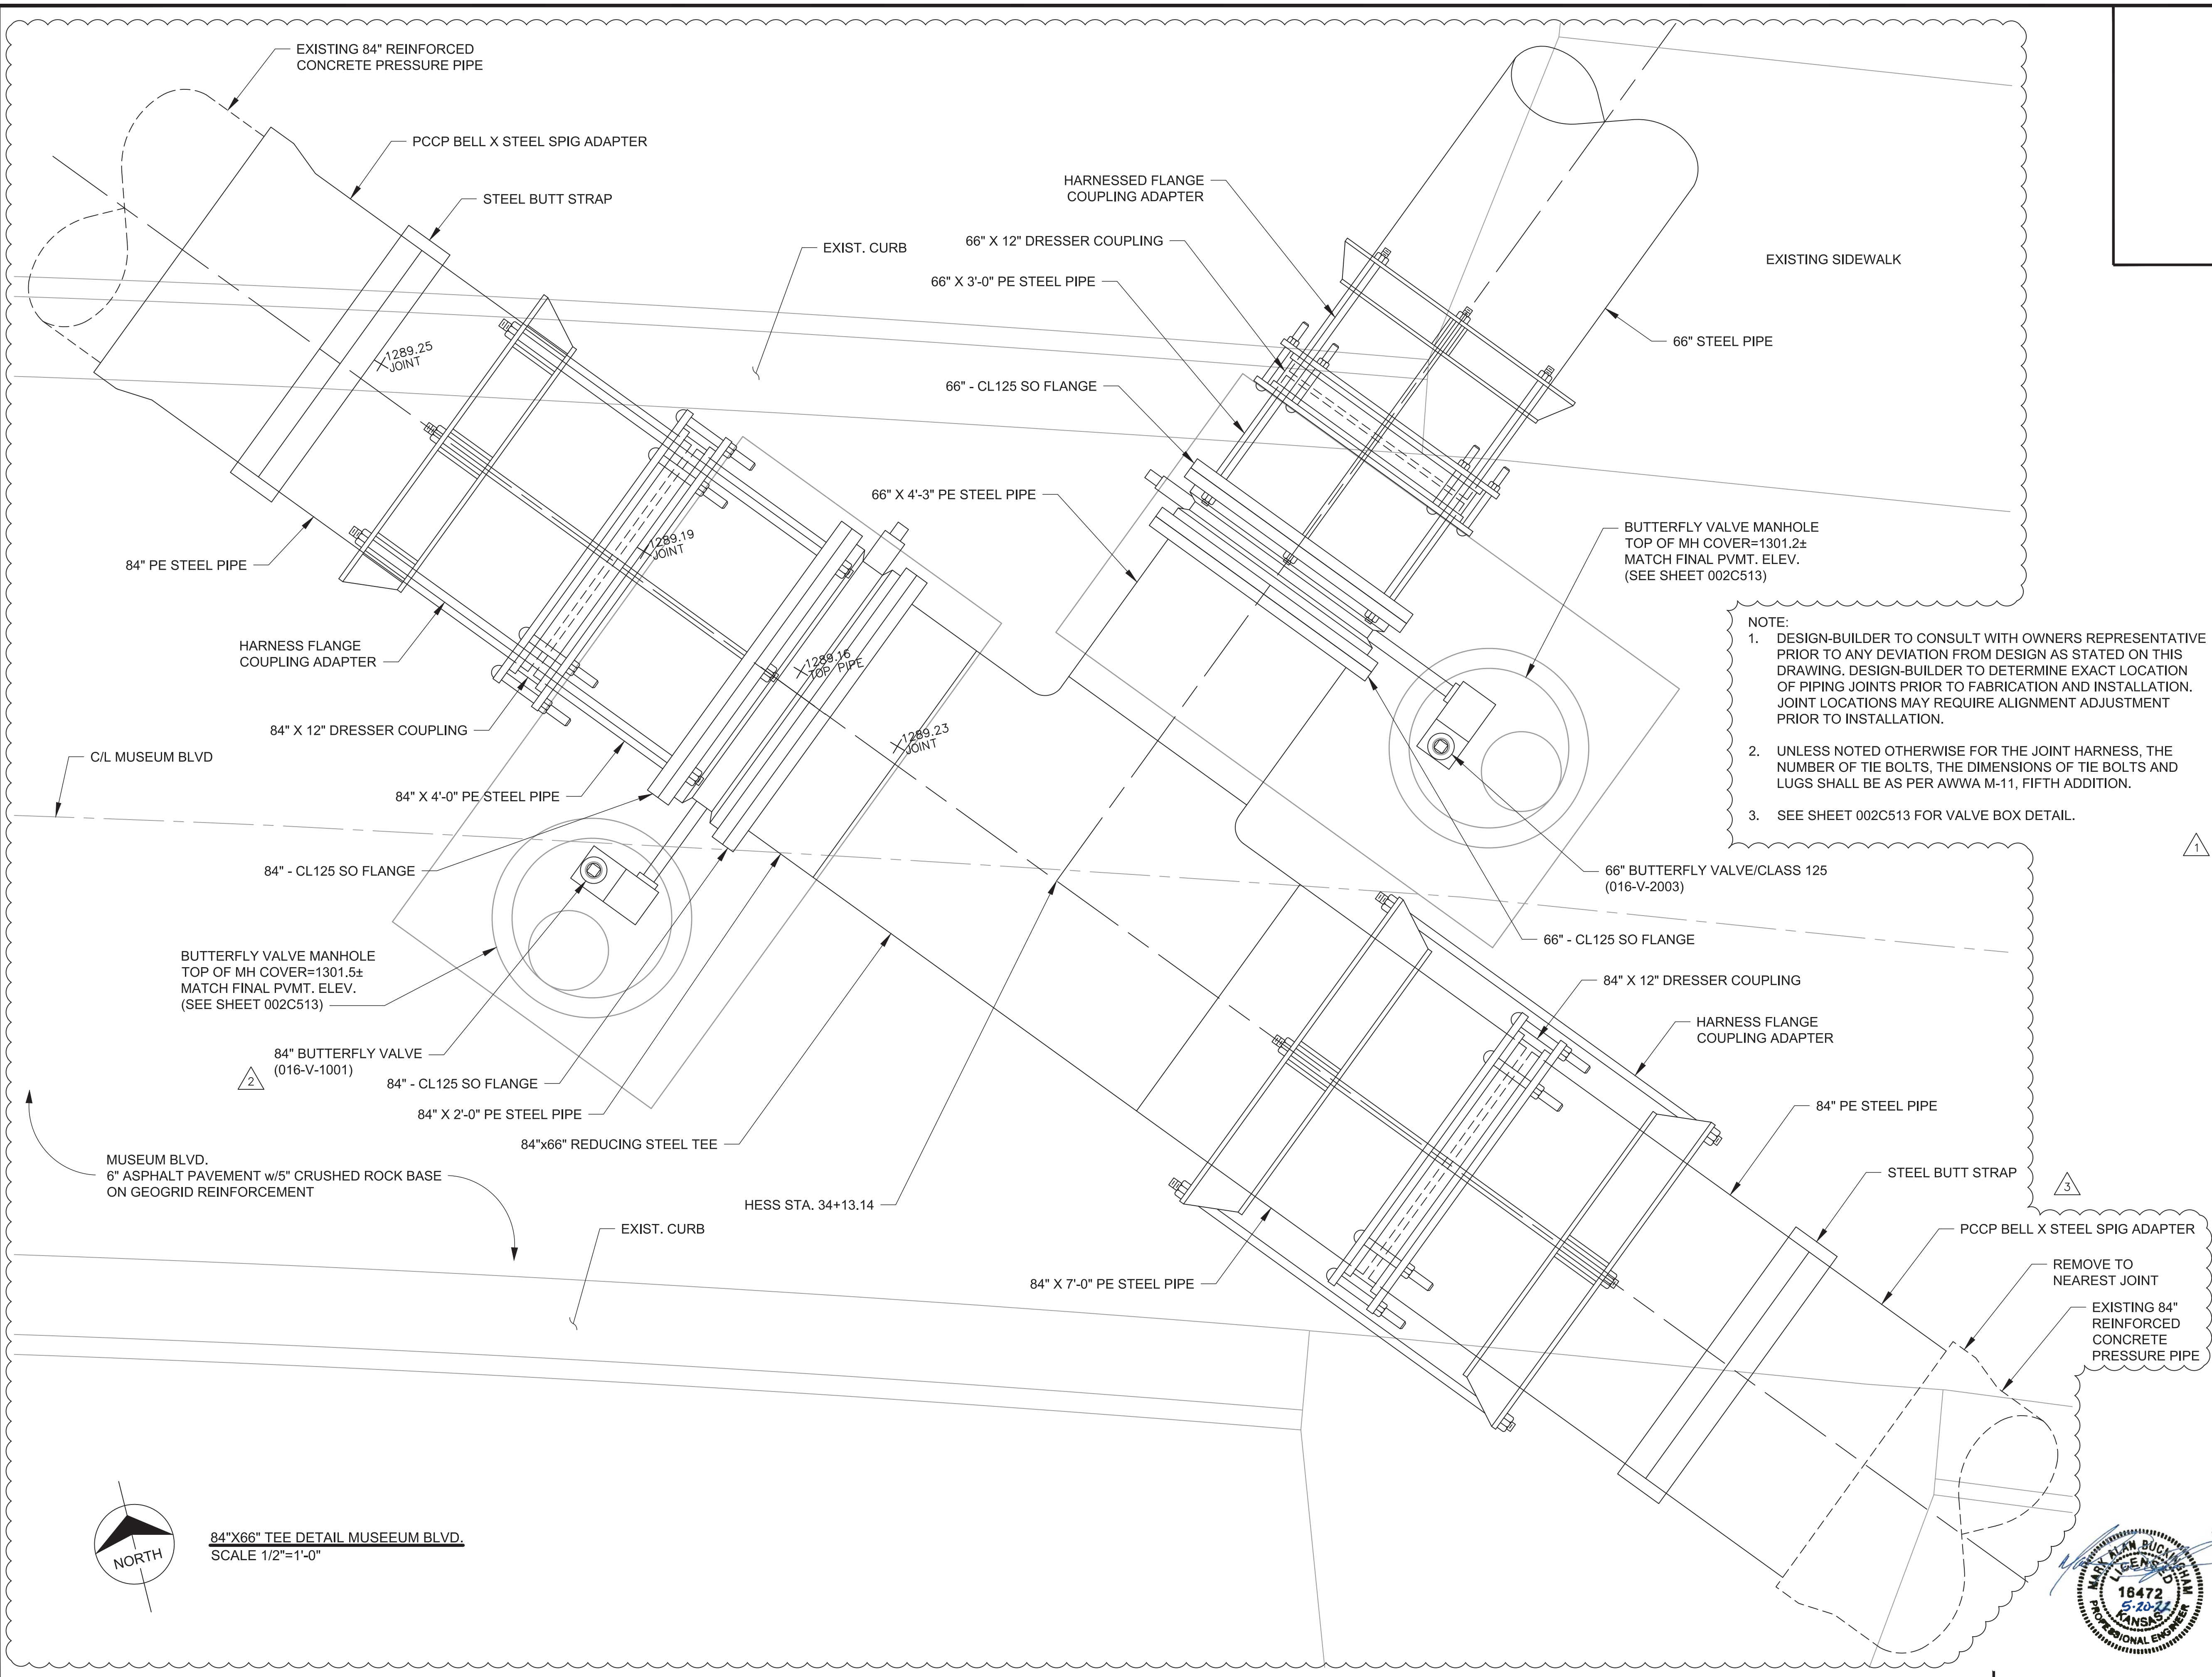 EXISTING 84" REINFORCED
CONCRETE PRESSURE PIPE
PCCP BELL X STEEL SPIG ADAPTER
STEEL BUTT STRAP
EXIST. CURB
HARNESSED FLANGE
COUPLING ADAPTER
66" X 12" DRESSER COUPLING
66" X 3'-0" PE STEEL PIPE
66" - CL125 SO FLANGE
66" X 4'-3" PE STEEL PIPE
EXISTING SIDEWALK
66" STEEL PIPE
1289.25
JOINT
1289.19
JOINT
1289.16
TOP PIPE
1289.23
JOINT
84" PE STEEL PIPE
HARNESS FLANGE
COUPLING ADAPTER
84" X 12" DRESSER COUPLING
C/L MUSEUM BLVD
84" X 4'-0" PE STEEL PIPE
84" - CL125 SO FLANGE
BUTTERFLY VALVE MANHOLE
TOP OF MH COVER=1301.5±
MATCH FINAL PVMT. ELEV.
(SEE SHEET 002C513)
84" BUTTERFLY VALVE
(016-V-1001)
2
84" - CL125 SO FLANGE
84" X 2'-0" PE STEEL PIPE
84"x66" REDUCING STEEL TEE
MUSEUM BLVD.
6" ASPHALT PAVEMENT w/5" CRUSHED ROCK BASE
ON GEOGRID REINFORCEMENT
HESS STA. 34+13.14
EXIST. CURB
84" X 7'-0" PE STEEL PIPE
BUTTERFLY VALVE MANHOLE
TOP OF MH COVER=1301.2±
MATCH FINAL PVMT. ELEV.
(SEE SHEET 002C513)
NOTE:
1. DESIGN-BUILDER TO CONSULT WITH OWNERS REPRESENTATIVE
PRIOR TO ANY DEVIATION FROM DESIGN AS STATED ON THIS
DRAWING. DESIGN-BUILDER TO DETERMINE EXACT LOCATION
OF PIPING JOINTS PRIOR TO FABRICATION AND INSTALLATION.
JOINT LOCATIONS MAY REQUIRE ALIGNMENT ADJUSTMENT
PRIOR TO INSTALLATION.
2. UNLESS NOTED OTHERWISE FOR THE JOINT HARNESS, THE
NUMBER OF TIE BOLTS, THE DIMENSIONS OF TIE BOLTS AND
LUGS SHALL BE AS PER AWWA M-11, FIFTH ADDITION.
3. SEE SHEET 002C513 FOR VALVE BOX DETAIL.
1
66" BUTTERFLY VALVE/CLASS 125
(016-V-2003)
66" - CL125 SO FLANGE
84" X 12" DRESSER COUPLING
HARNESS FLANGE
COUPLING ADAPTER
84" PE STEEL PIPE
STEEL BUTT STRAP
3
PCCP BELL X STEEL SPIG ADAPTER
REMOVE TO
NEAREST JOINT
EXISTING 84"
REINFORCED
CONCRETE
PRESSURE PIPE
NORTH
84"X66" TEE DETAIL MUSEEUM BLVD.
SCALE 1/2"=1'-0"
MARK ALAN BUCKINGHAM
LICENSED
16472
5-20-22
KANSAS
PROFESSIONAL ENGINEER